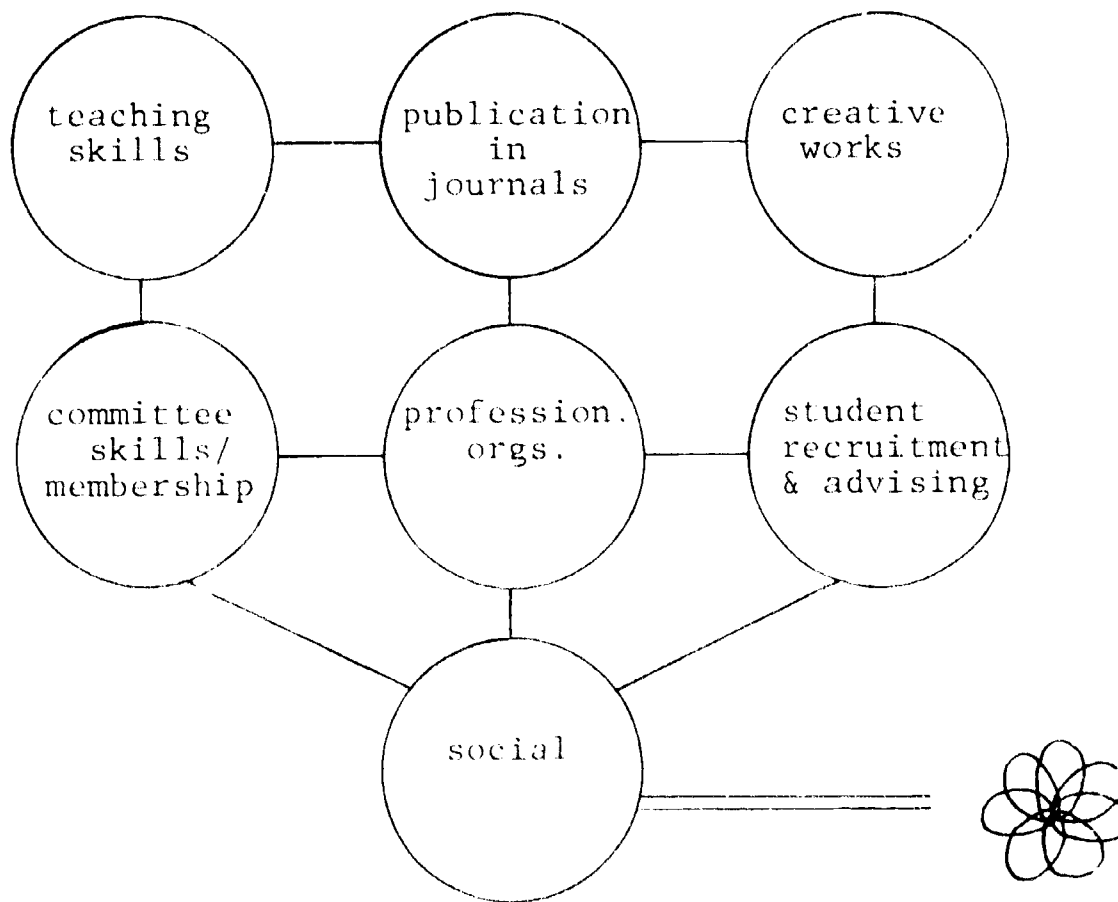 teaching
skills
publication
in
journals
creative
works
committee
skills/
membership
profession.
orgs.
student
recruitment
& advising
social